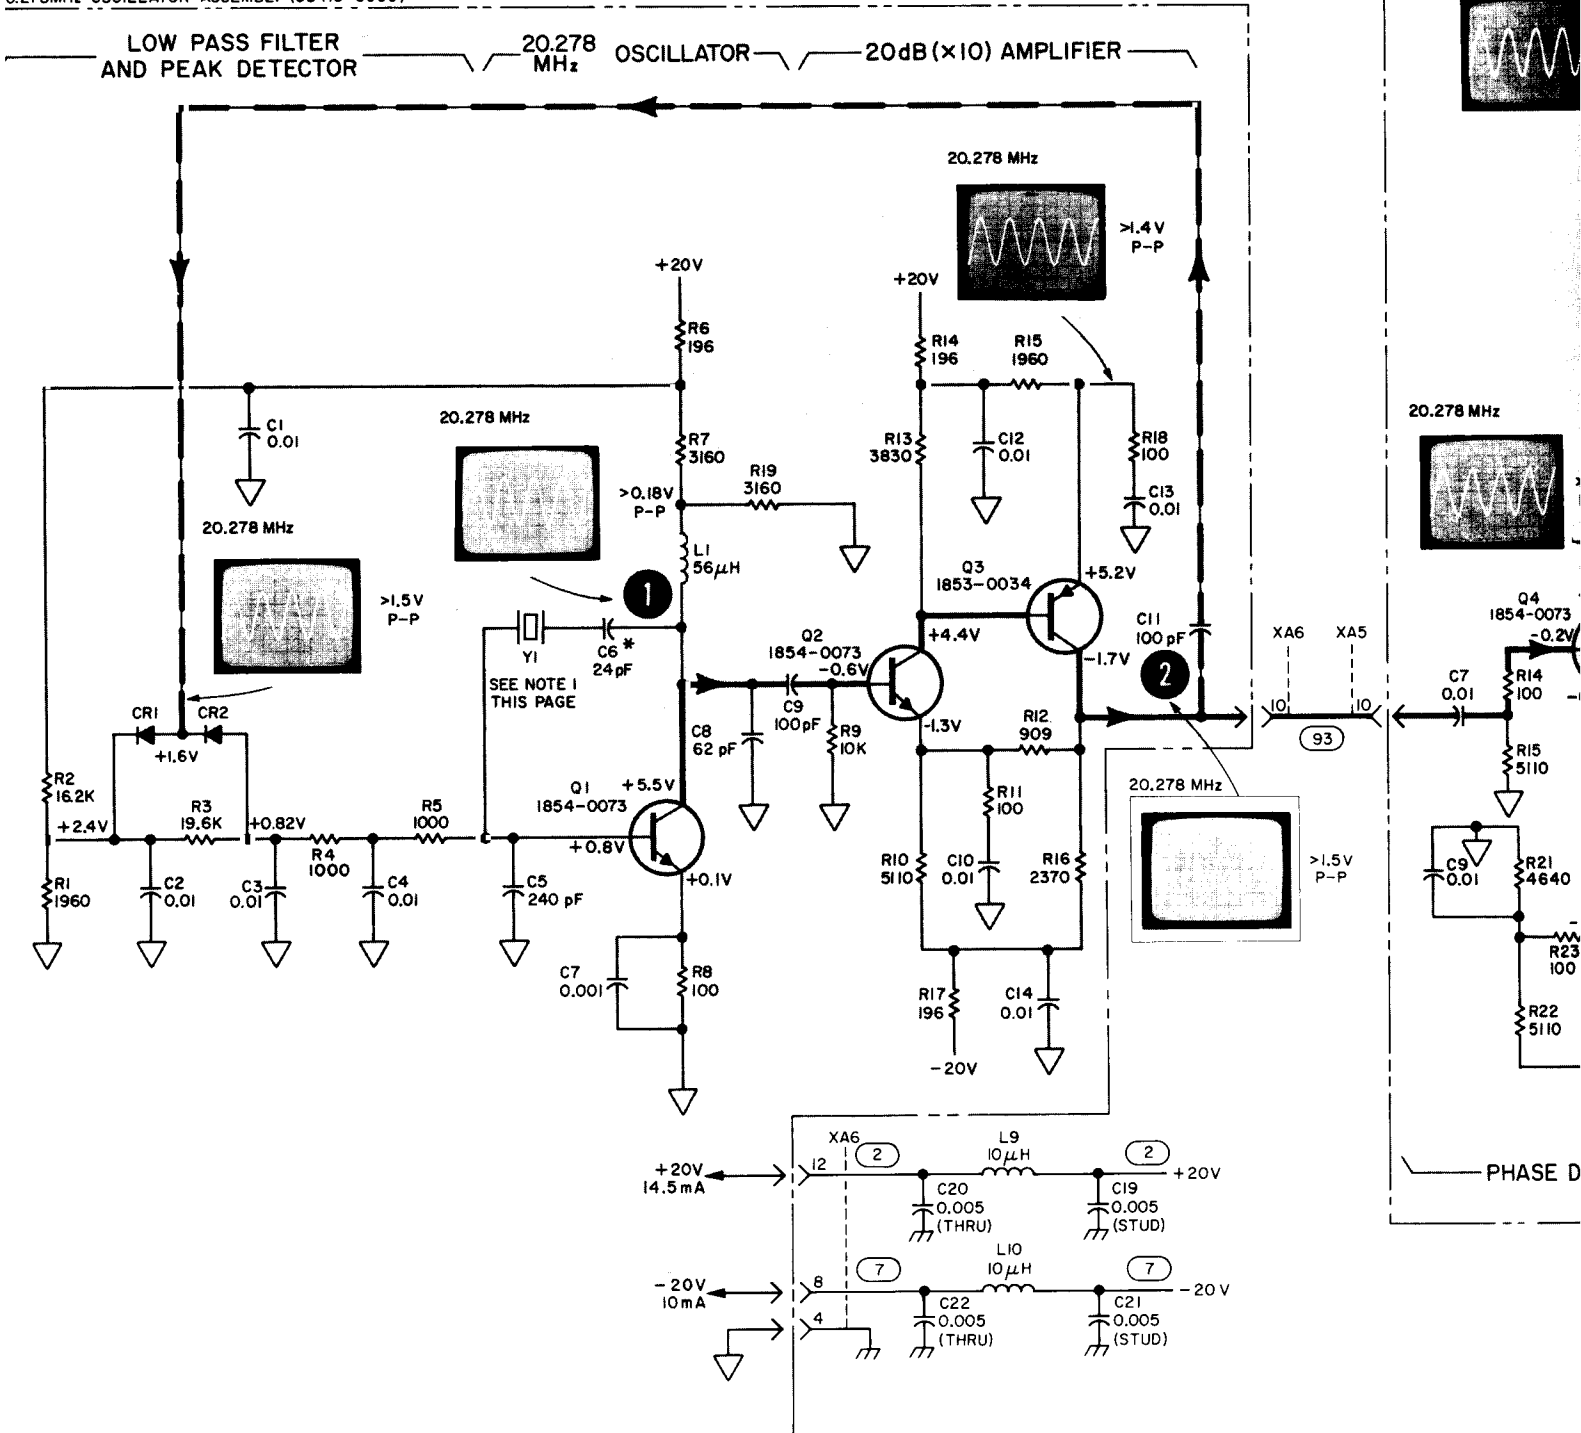 LOW PASS FILTER
AND PEAK DETECTOR
20.278
MHz
OSCILLATOR
20dB (×10) AMPLIFIER
20.278 MHz
>1.4 V
P-P
+20V
R6
196
+20V
R14
196
R15
1960
C1
0.01
20.278 MHz
R7
3160
R19
3160
>0.18V
P-P
R13
3830
C12
0.01
R18
100
C13
0.01
20.278 MHz
20.278 MHz
>1.5V
P-P
1
L1
56µH
Y1
C6 *
24pF
SEE NOTE 1
THIS PAGE
Q2
1854-0073
-0.6V
Q3
1853-0034
+5.2V
+4.4V
-1.7V
C11
100 pF
2
XA6
XA5
10
10
93
C7
0.01
Q4
1854-0073
-0.2V
R14
100
R15
5110
CR1
CR2
+1.6V
C8
62 pF
C9
100pF
R9
10K
-1.3V
R12
909
R11
100
20.278 MHz
>1.5V
P-P
R2
16.2K
+2.4V
R3
19.6K
+0.82V
R4
1000
R5
1000
Q1
1854-0073
+5.5V
+0.8V
+0.1V
R1
1960
C2
0.01
C3
0.01
C4
0.01
C5
240 pF
R10
5110
C10
0.01
R16
2370
C9
0.01
R21
4640
R23
100
R22
5110
C7
0.001
R8
100
R17
196
C14
0.01
-20V
XA6
+20V
14.5mA
12
2
L9
10µH
2
+20V
C20
0.005
(THRU)
C19
0.005
(STUD)
PHASE D
-20V
10mA
8
7
L10
10µH
7
-20V
4
C22
0.005
(THRU)
C21
0.005
(STUD)